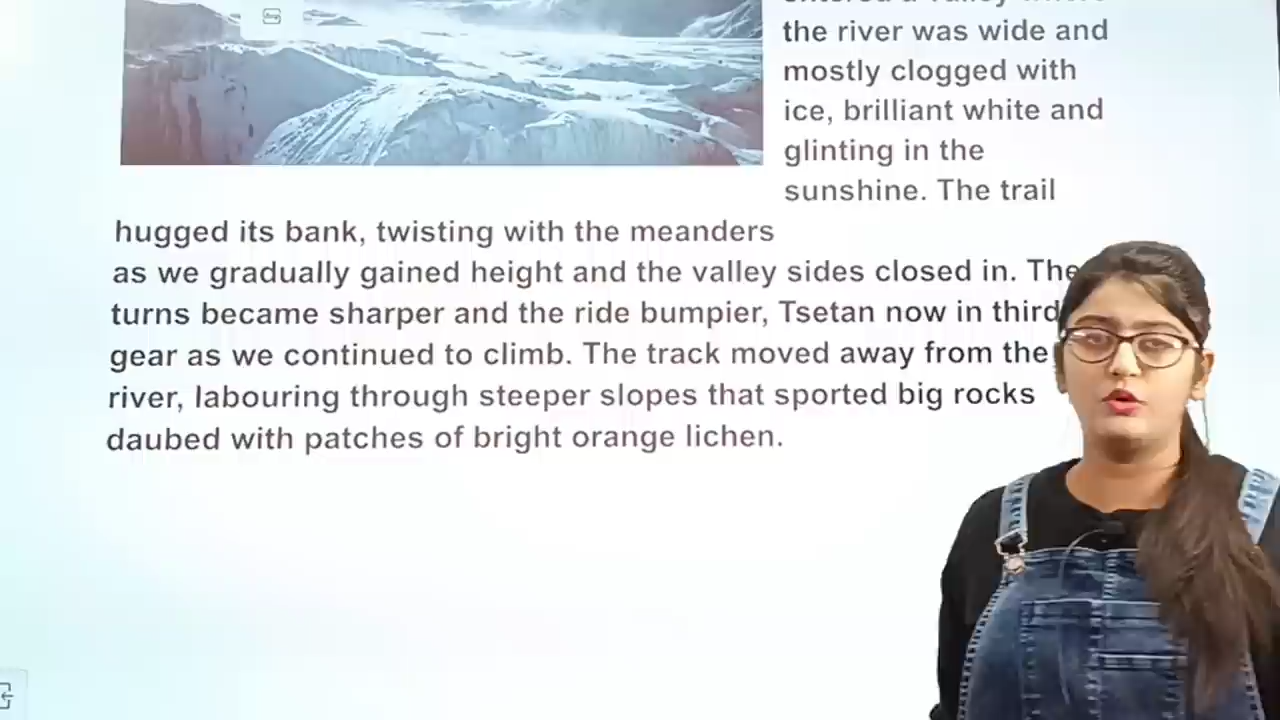 the river was wide and
mostly clogged with
ice, brilliant white and
glinting in the
sunshine. The trail
hugged its bank, twisting with the meanders
as we gradually gained height and the valley sides closed in. The
turns became sharper and the ride bumpier, Tsetan now in third
gear as we continued to climb. The track moved away from the
river, labouring through steeper slopes that sported big rocks
daubed with patches of bright orange lichen.